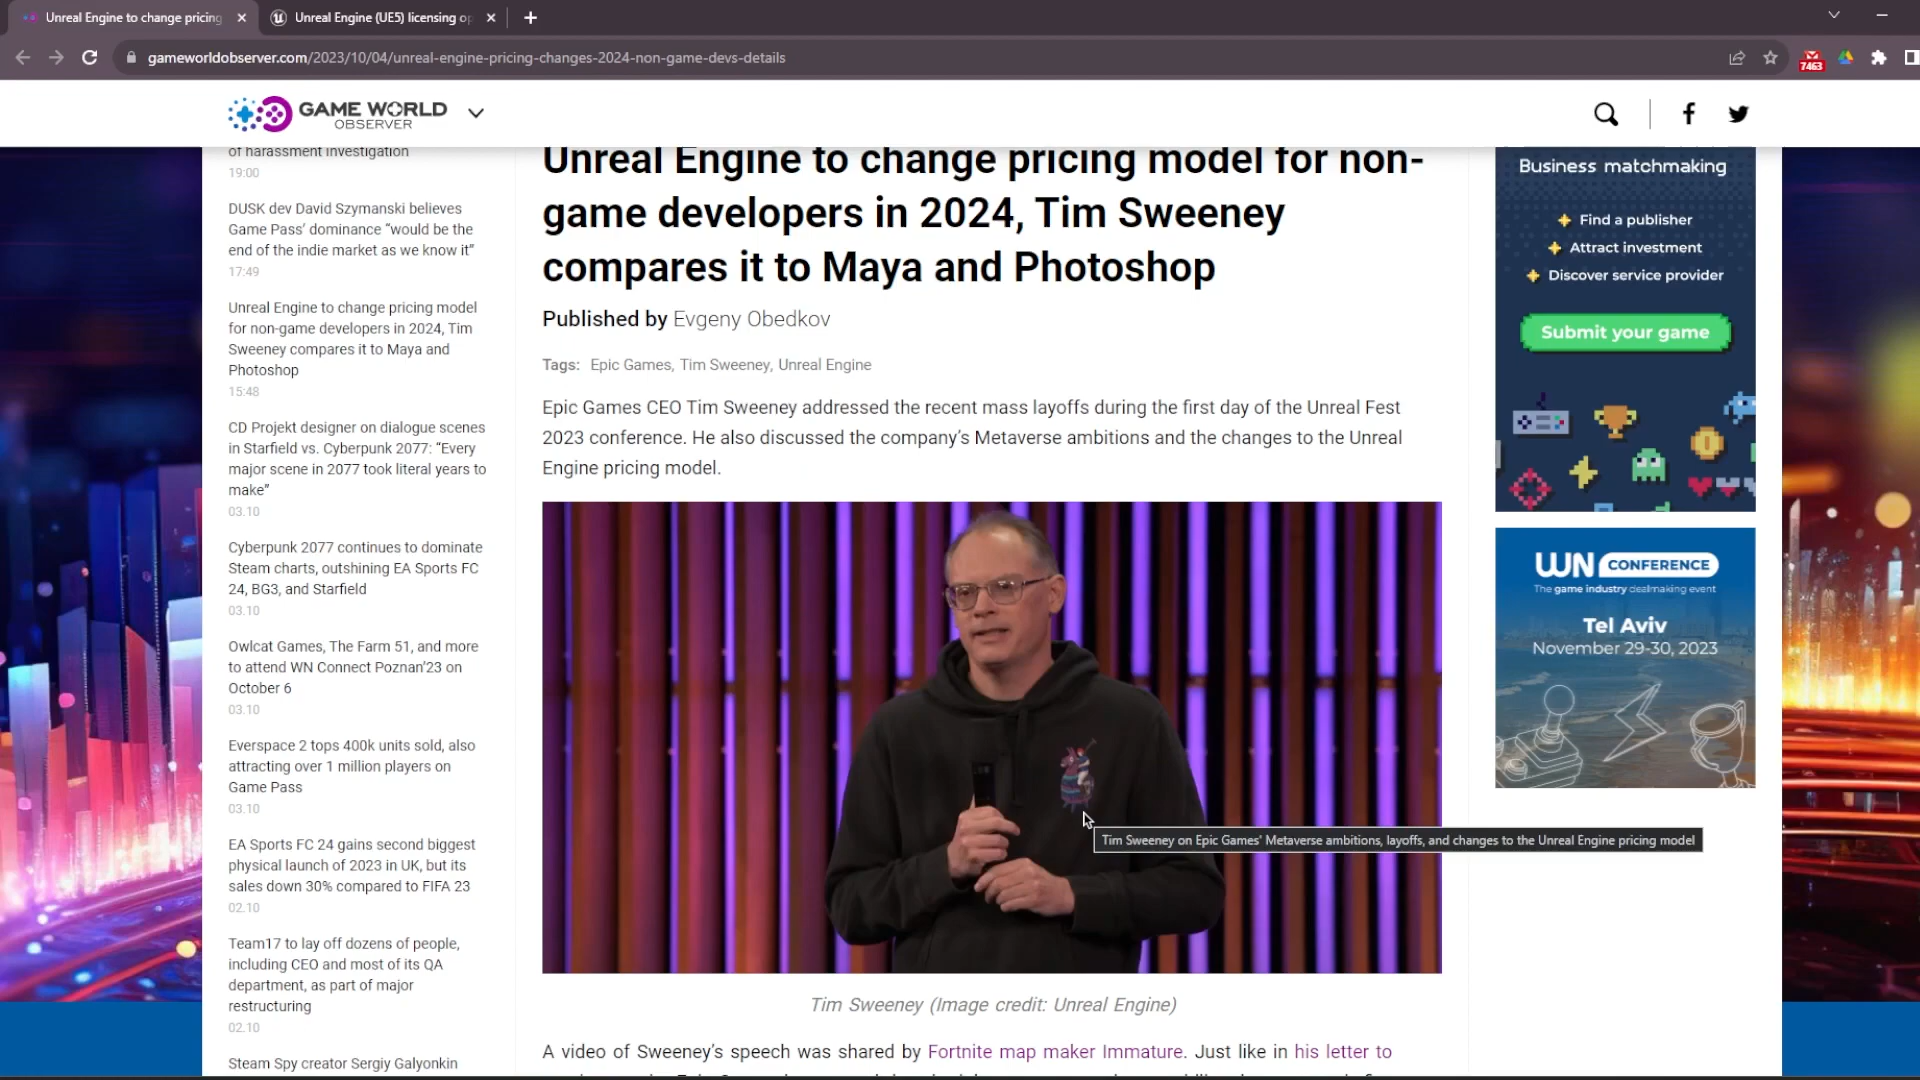 Unreal Engine to change pricing
Unreal Engine (UE5) licensing op
gameworldobserver.com/2023/10/04/unreal-engine-pricing-changes-2024-non-game-devs-details
7463
GAME WORLD
OBSERVER
of harassment investigation
19:00
DUSK dev David Szymanski believes
Game Pass’ dominance “would be the
end of the indie market as we know it”
17:49
Unreal Engine to change pricing model
for non-game developers in 2024, Tim
Sweeney compares it to Maya and
Photoshop
15:48
CD Projekt designer on dialogue scenes
in Starfield vs. Cyberpunk 2077: “Every
major scene in 2077 took literal years to
make”
03.10
Cyberpunk 2077 continues to dominate
Steam charts, outshining EA Sports FC
24, BG3, and Starfield
03.10
Owlcat Games, The Farm 51, and more
to attend WN Connect Poznan’23 on
October 6
03.10
Everspace 2 tops 400k units sold, also
attracting over 1 million players on
Game Pass
03.10
EA Sports FC 24 gains second biggest
physical launch of 2023 in UK, but its
sales down 30% compared to FIFA 23
02.10
Team17 to lay off dozens of people,
including CEO and most of its QA
department, as part of major
restructuring
02.10
Steam Spy creator Sergiy Galyonkin
Unreal Engine to change pricing model for non-
game developers in 2024, Tim Sweeney
compares it to Maya and Photoshop
Published by Evgeny Obedkov
Tags: Epic Games, Tim Sweeney, Unreal Engine
Epic Games CEO Tim Sweeney addressed the recent mass layoffs during the first day of the Unreal Fest
2023 conference. He also discussed the company’s Metaverse ambitions and the changes to the Unreal
Engine pricing model.
Tim Sweeney on Epic Games' Metaverse ambitions, layoffs, and changes to the Unreal Engine pricing model
Tim Sweeney (Image credit: Unreal Engine)
A video of Sweeney’s speech was shared by Fortnite map maker Immature. Just like in his letter to
Business matchmaking
Find a publisher
Attract investment
Discover service provider
Submit your game
WN CONFERENCE
The game industry dealmaking event
Tel Aviv
November 29-30, 2023